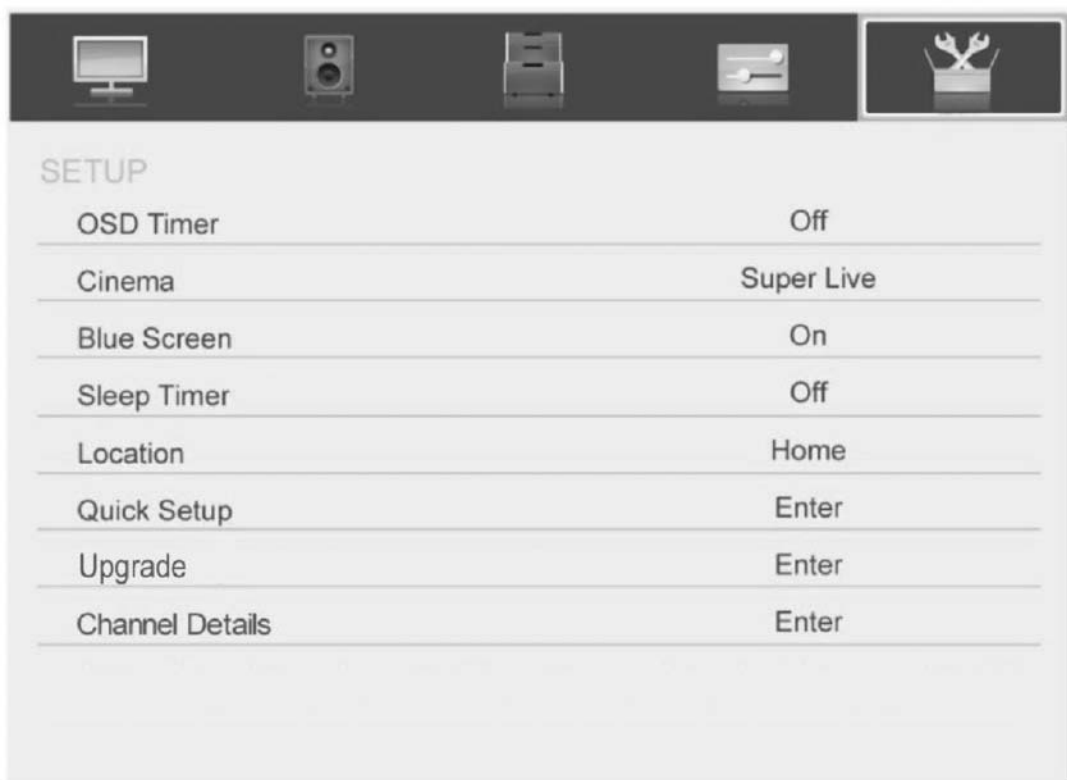 SETUP
OSD Timer Off
Cinema Super Live
Blue Screen On
Sleep Timer Off
Location Home
Quick Setup Enter
Upgrade Enter
Channel Details Enter